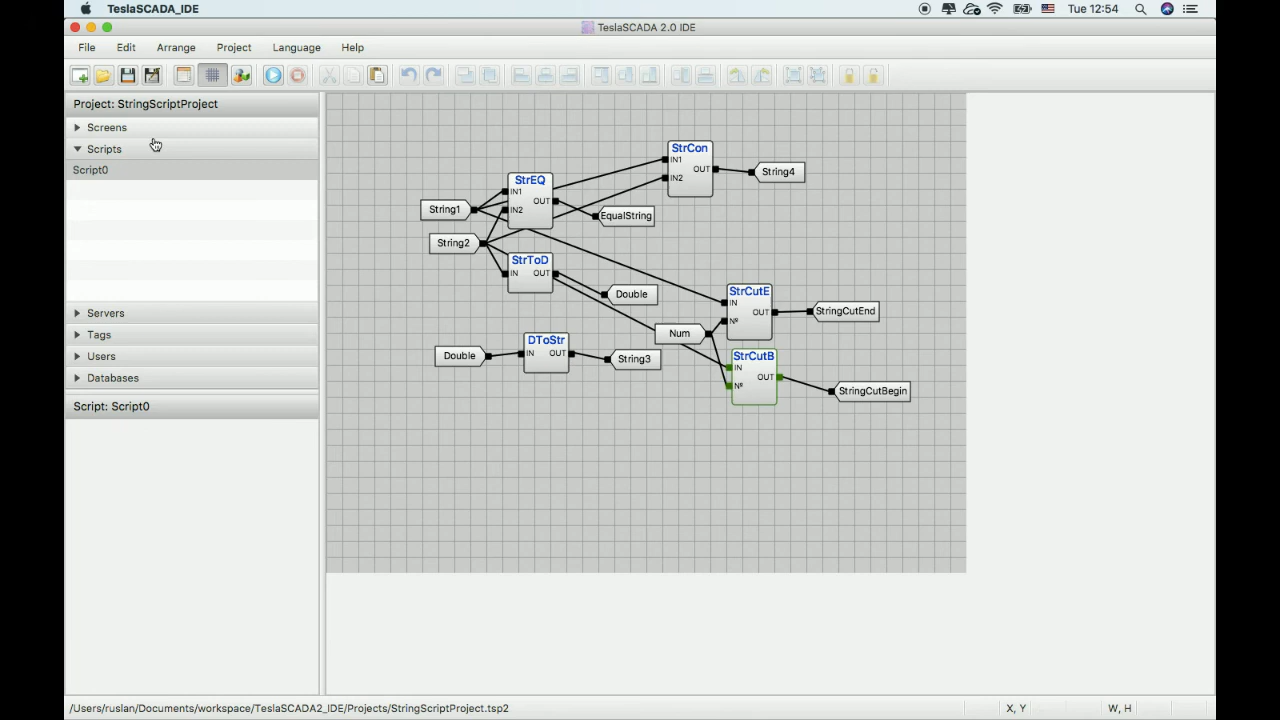 TeslaSCADA_IDE
Tue 12:54
TeslaSCADA 2.0 IDE
File Edit Arrange Project Language Help
Project: StringScriptProject
Screens
Scripts
Script0
Servers
Tags
Users
Databases
Script: Script0
StrCon
IN1
IN2
OUT
String4
StrEQ
IN1
IN2
OUT
String1
EqualString
String2
StrToD
IN
OUT
Double
StrCutE
IN
Nº
OUT
StringCutEnd
Num
DToStr
IN
OUT
Double
String3
StrCutB
IN
Nº
OUT
StringCutBegin
/Users/ruslan/Documents/workspace/TeslaSCADA2_IDE/Projects/StringScriptProject.tsp2
X, Y
W, H